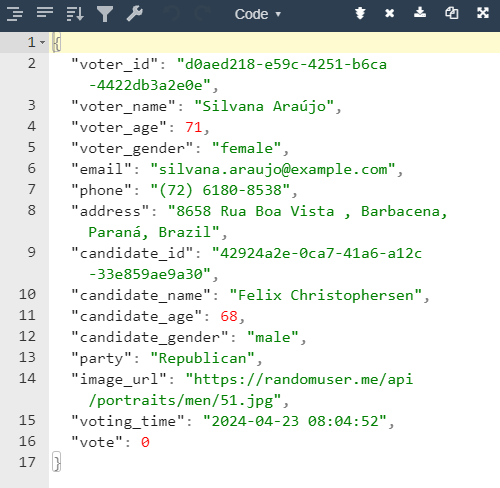 Code
1 {
2 "voter_id": "d0aed218-e59c-4251-b6ca
-4422db3a2e0e",
3 "voter_name": "Silvana Araújo",
4 "voter_age": 71,
5 "voter_gender": "female",
6 "email": "silvana.araujo@example.com",
7 "phone": "(72) 6180-8538",
8 "address": "8658 Rua Boa Vista , Barbacena,
Paraná, Brazil",
9 "candidate_id": "42924a2e-0ca7-41a6-a12c
-33e859ae9a30",
10 "candidate_name": "Felix Christophersen",
11 "candidate_age": 68,
12 "candidate_gender": "male",
13 "party": "Republican",
14 "image_url": "https://randomuser.me/api
/portraits/men/51.jpg",
15 "voting_time": "2024-04-23 08:04:52",
16 "vote": 0
17 }